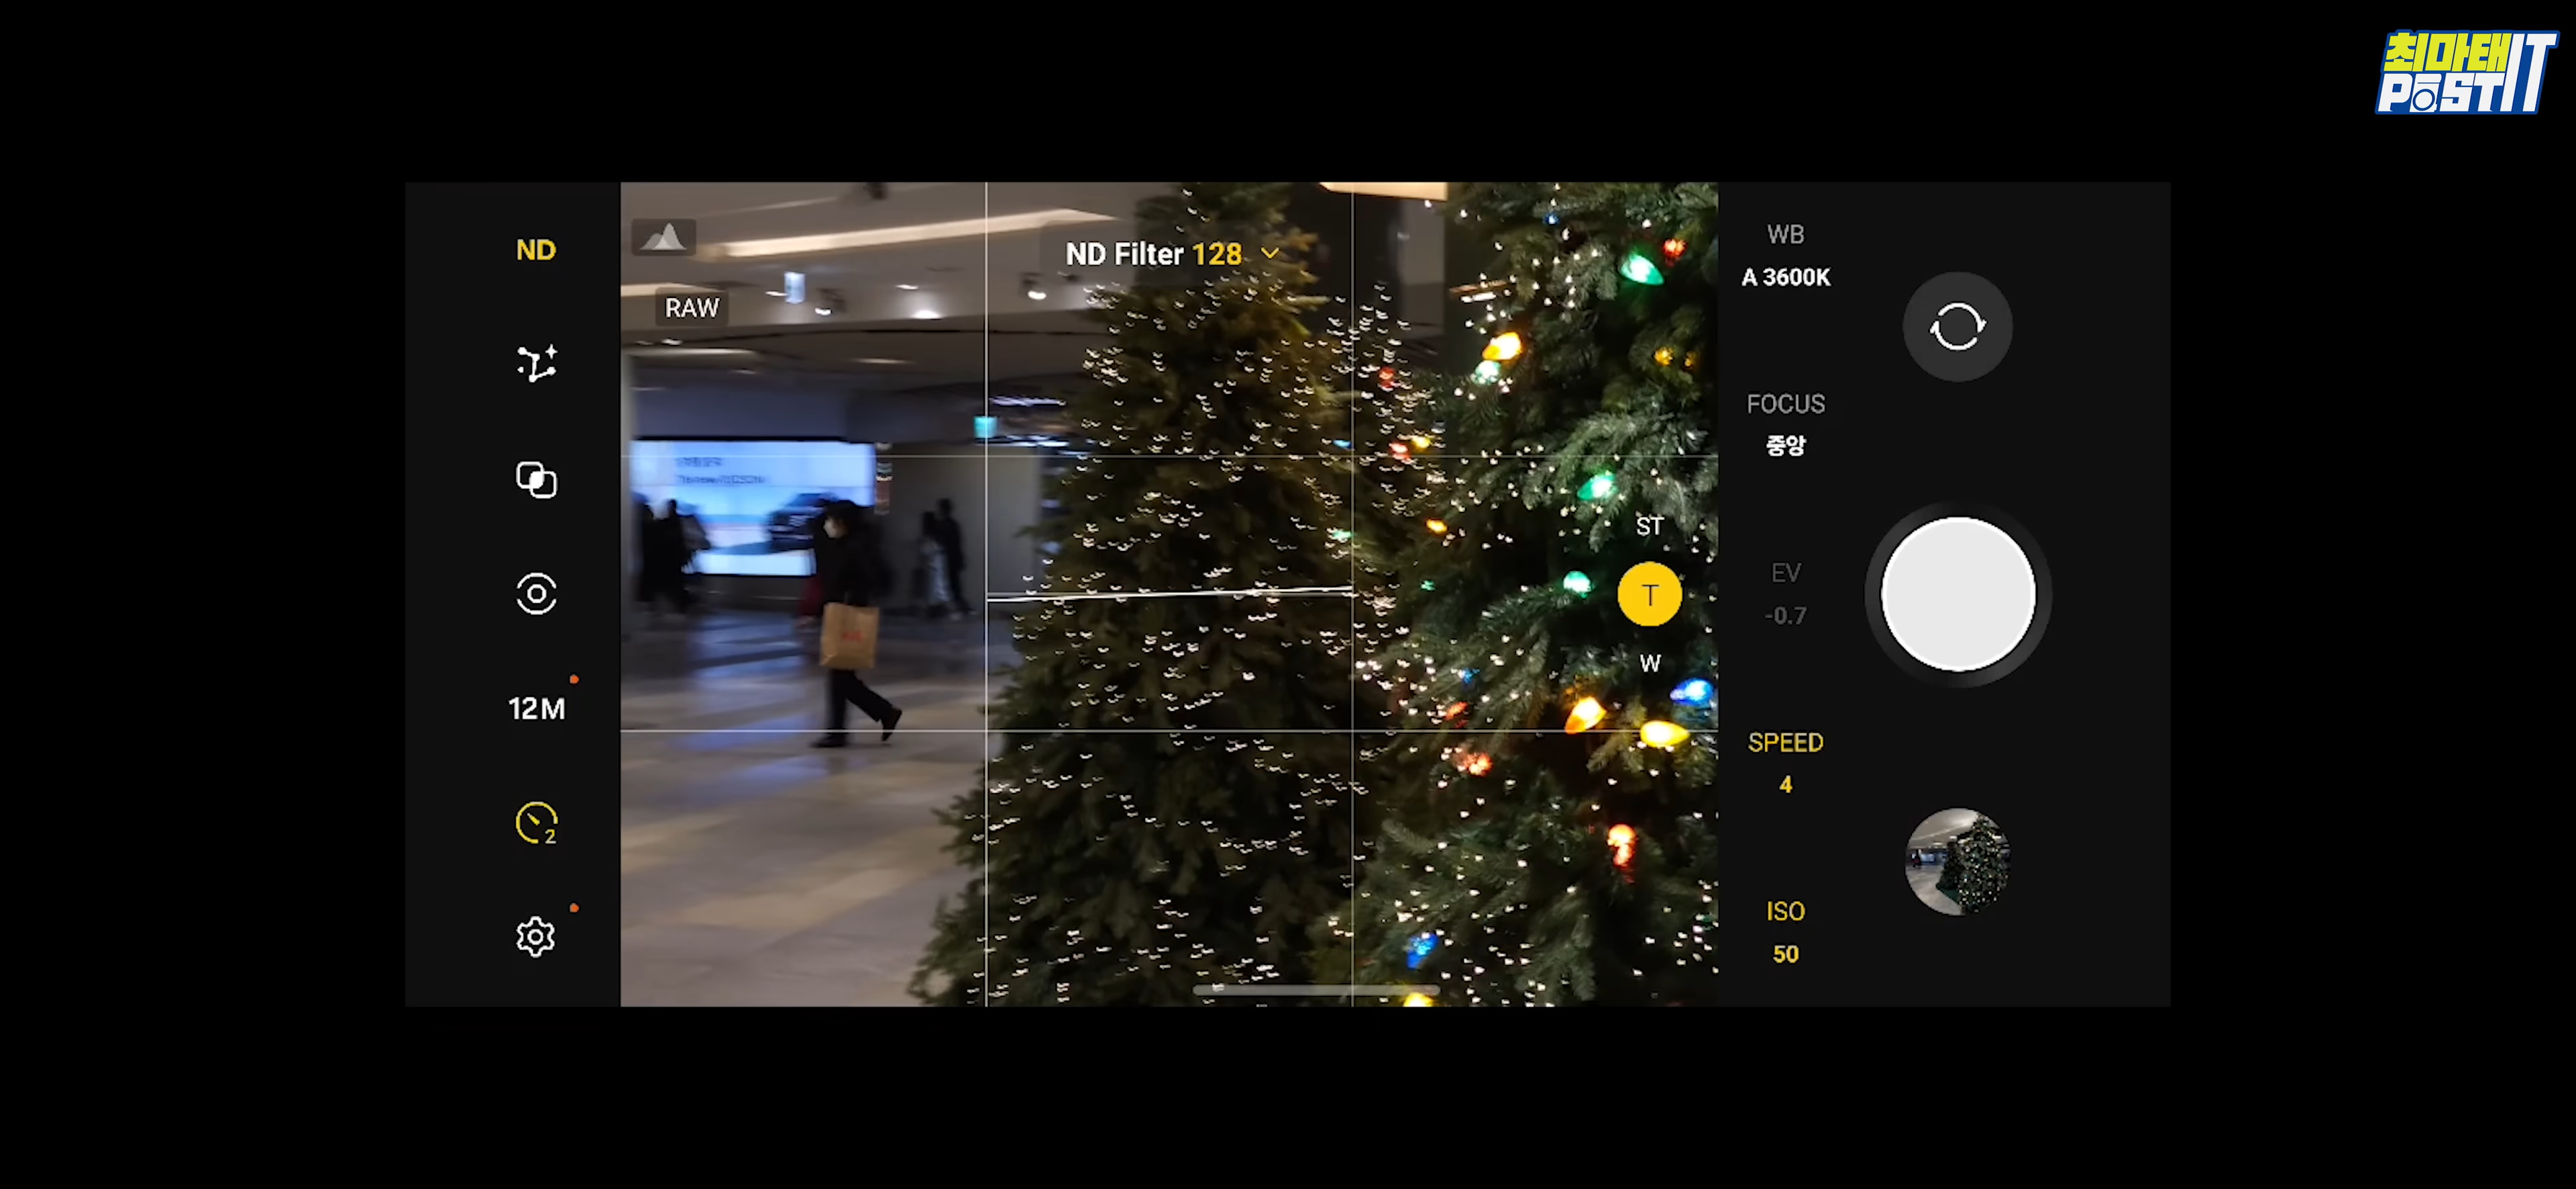 최마태
POST IT
ND
ND Filter 128
RAW
12M
2
ST
T
W
WB
A 3600K
FOCUS
중앙
EV
-0.7
SPEED
4
ISO
50